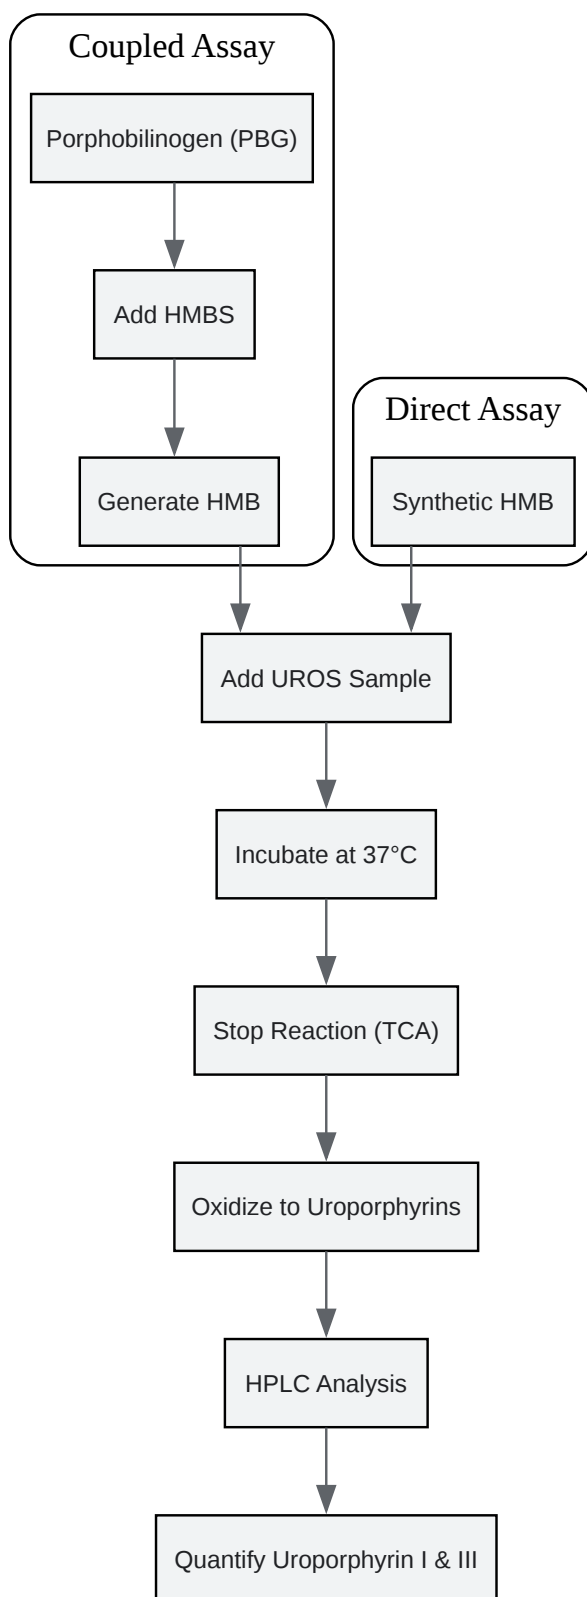 Coupled Assay
Porphobilinogen (PBG)
Add HMBS
Generate HMB
Direct Assay
Synthetic HMB
Add UROS Sample
Incubate at 37°C
Stop Reaction (TCA)
Oxidize to Uroporphyrins
HPLC Analysis
Quantify Uroporphyrin I & III